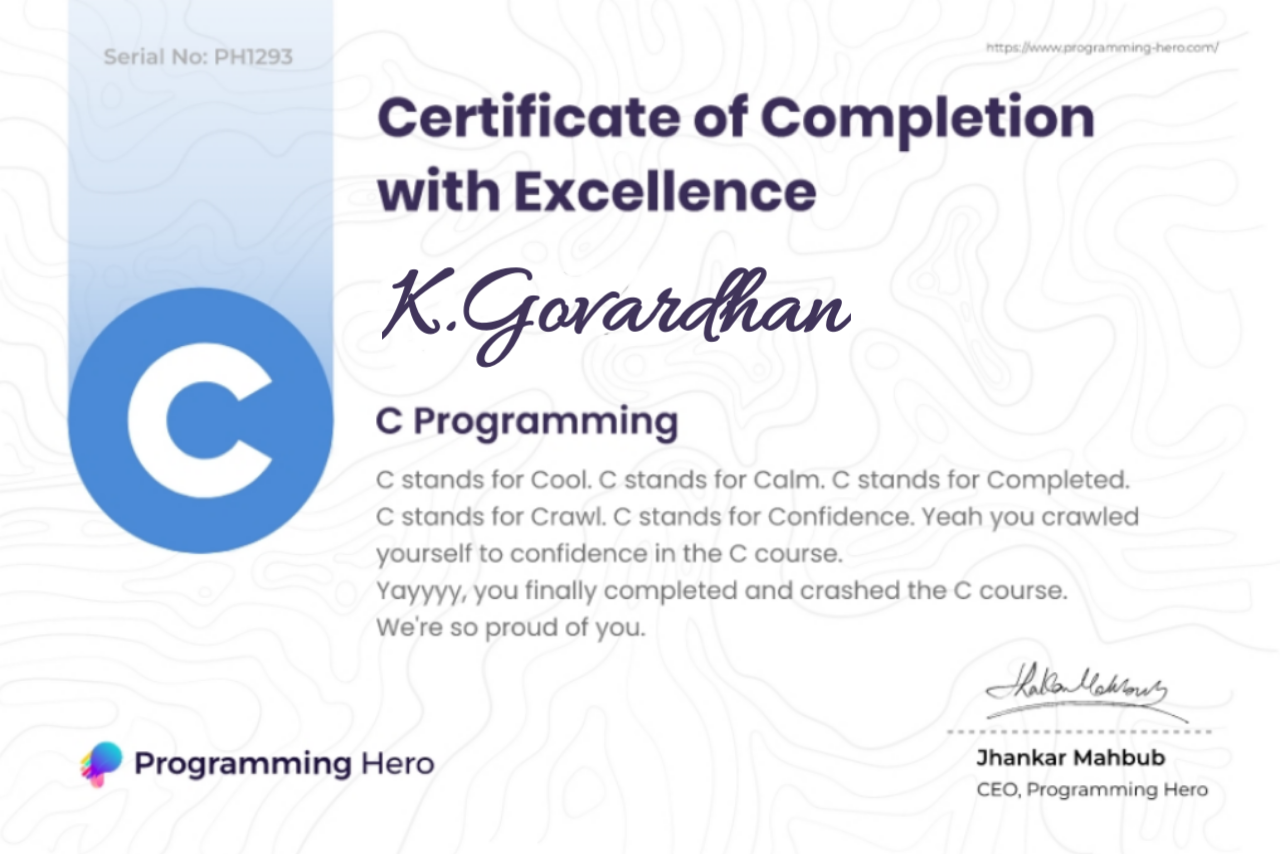 Serial No: PH1293
https://www.programming-hero.com/
Certificate of Completion
with Excellence
K.Govardhan
C
C Programming
C stands for Cool. C stands for Calm. C stands for Completed.
C stands for Crawl. C stands for Confidence. Yeah you crawled
yourself to confidence in the C course.
Yayyyy, you finally completed and crashed the C course.
We're so proud of you.
Jhankar Mahbub
Programming Hero
Jhankar Mahbub
CEO, Programming Hero